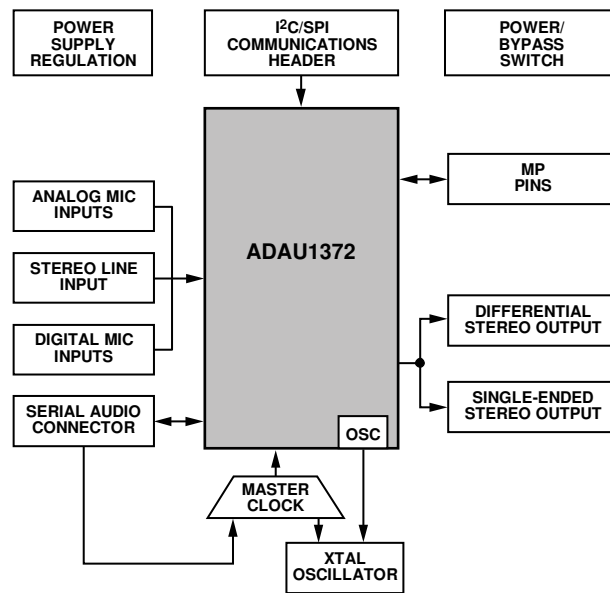 POWER
SUPPLY
REGULATION
I²C/SPI
COMMUNICATIONS
HEADER
POWER/
BYPASS
SWITCH
ANALOG MIC
INPUTS
STEREO LINE
INPUT
DIGITAL MIC
INPUTS
SERIAL AUDIO
CONNECTOR
ADAU1372
MP
PINS
DIFFERENTIAL
STEREO OUTPUT
SINGLE-ENDED
STEREO OUTPUT
OSC
MASTER
CLOCK
XTAL
OSCILLATOR